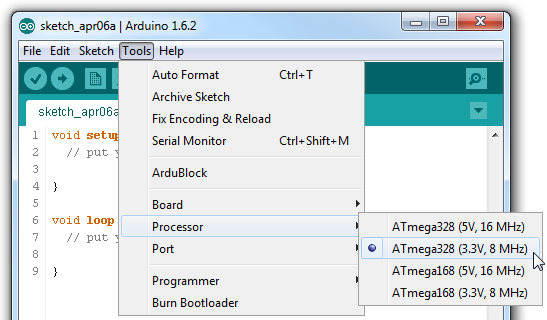 sketch_apr06a | Arduino 1.6.2
File Edit Sketch Tools Help
sketch_apr06a
Auto Format Ctrl+T
Archive Sketch
Fix Encoding & Reload
Serial Monitor Ctrl+Shift+M
ArduBlock
Board
Processor
Port
Programmer
Burn Bootloader
ATmega328 (5V, 16 MHz)
ATmega328 (3.3V, 8 MHz)
ATmega168 (5V, 16 MHz)
ATmega168 (3.3V, 8 MHz)
1 void setup
2 // put
3
4 }
5
6 void loop
7 // put
8
9 }